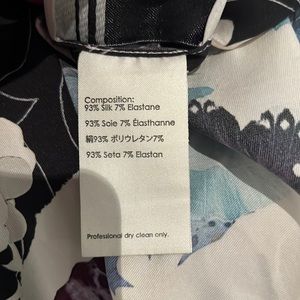 Composition:
93% Silk 7% Elastane
93% Soie 7% Élasthanne
絹93% ポリウレタン7%
93% Seta 7% Elastan
Professional dry clean only.